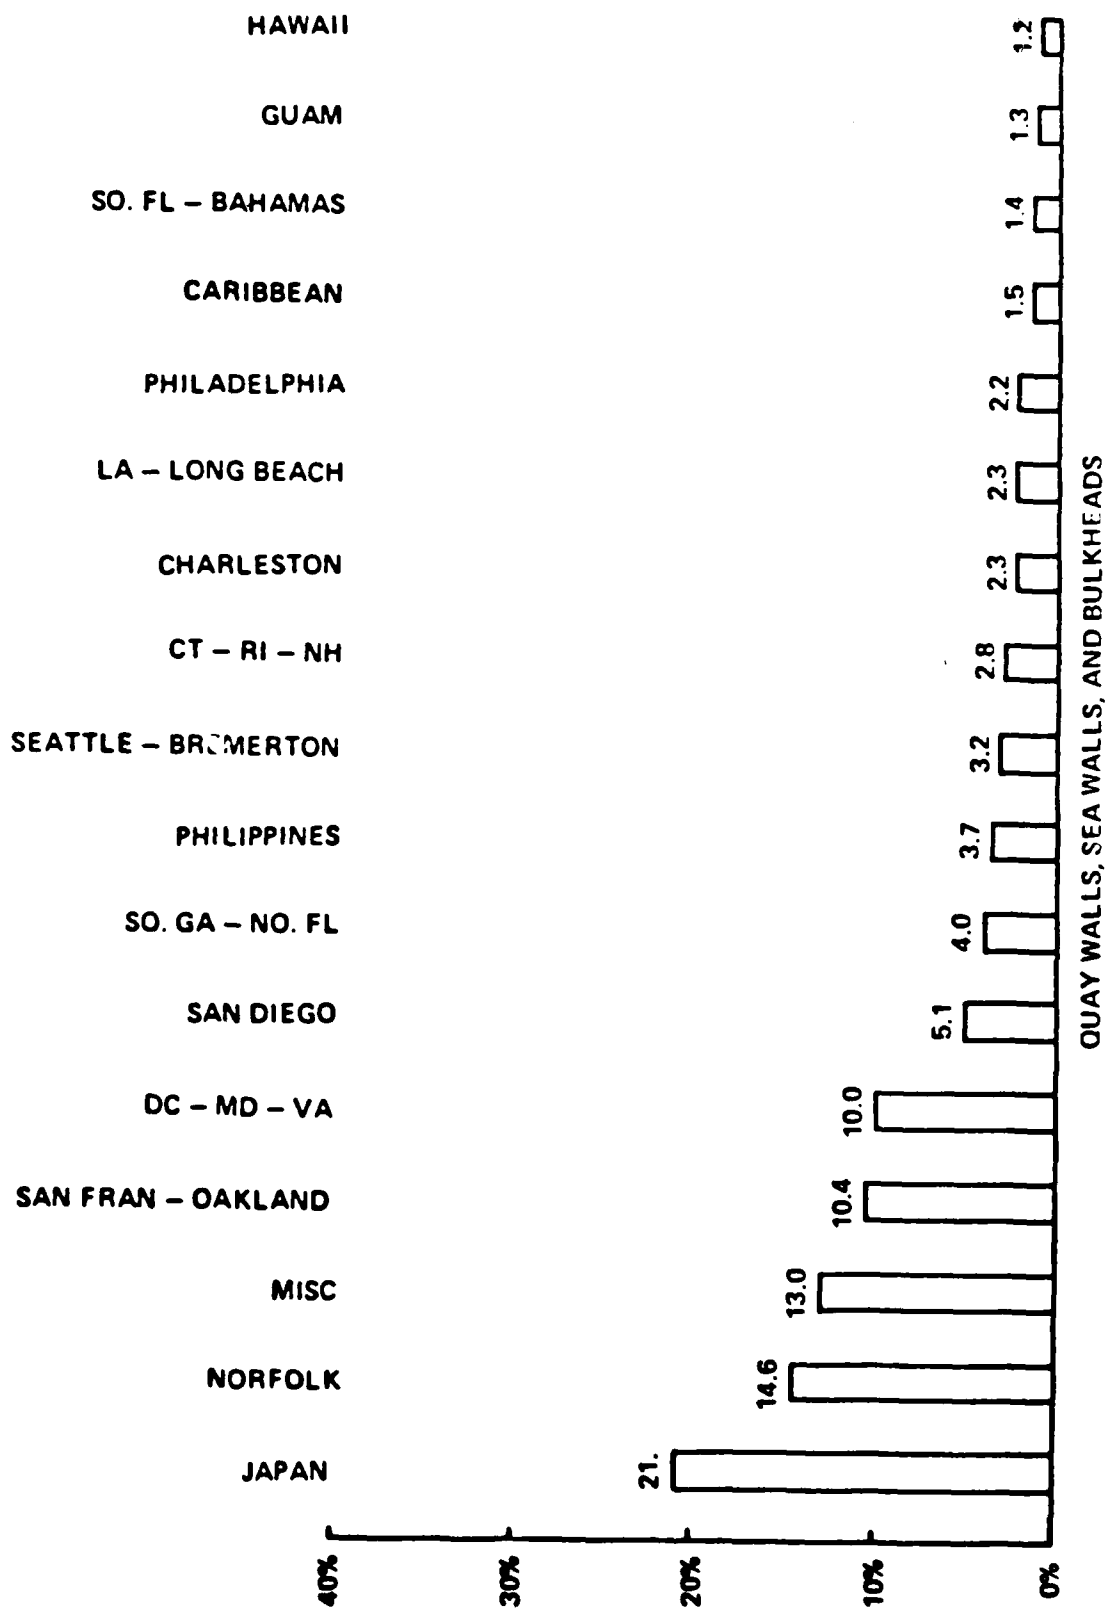 HAWAII
1.2
GUAM
1.3
SO. FL – BAHAMAS
1.4
CARIBBEAN
1.5
PHILADELPHIA
2.2
LA – LONG BEACH
2.3
CHARLESTON
2.3
CT – RI – NH
2.8
SEATTLE – BREMERTON
3.2
PHILIPPINES
3.7
SO. GA – NO. FL
4.0
SAN DIEGO
5.1
DC – MD – VA
10.0
SAN FRAN – OAKLAND
10.4
MISC
13.0
NORFOLK
14.6
JAPAN
21.
40%
30%
20%
10%
0%
QUAY WALLS, SEA WALLS, AND BULKHEADS